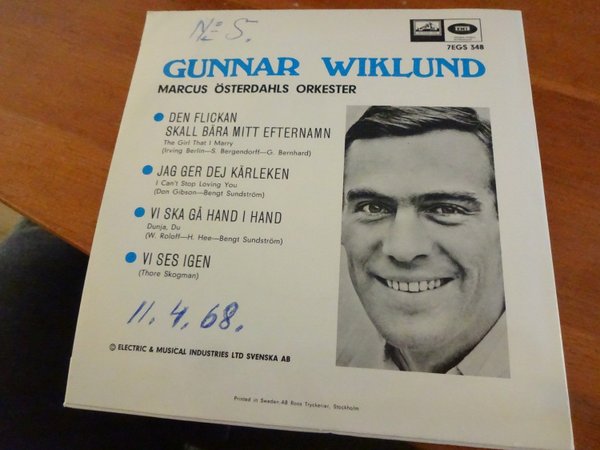 No 5.
EMI
7EGS 348
GUNNAR WIKLUND
MARCUS ÖSTERDAHLS ORKESTER
DEN FLICKAN
SKALL BÄRA MITT EFTERNAMN
The Girl That I Marry
(Irving Berlin—S. Bergendorff—G. Bernhard)
JAG GER DEJ KÄRLEKEN
I Can't Stop Loving You
(Don Gibson—Bengt Sundström)
VI SKA GÅ HAND I HAND
Dunja, Du
(W. Roloff—H. Hee—Bengt Sundström)
VI SES IGEN
(Thore Skogman)
11. 4. 68.
© ELECTRIC & MUSICAL INDUSTRIES LTD SVENSKA AB
Printed in Sweden AB Roos Tryckerier, Stockholm